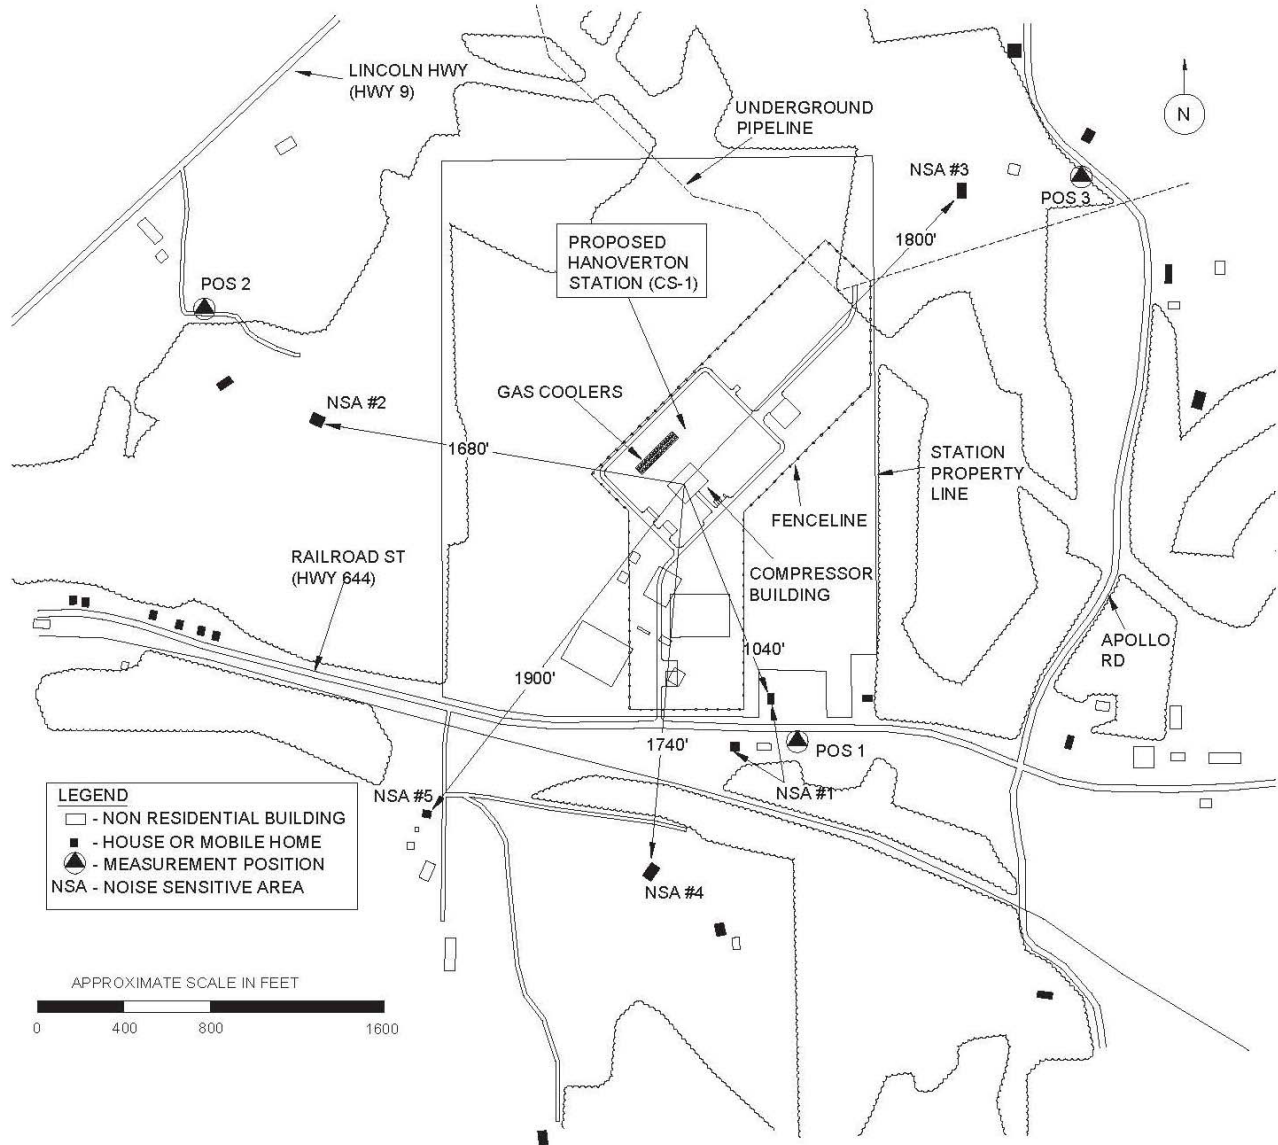 LINCOLN HWY
(HWY 9)
UNDERGROUND
PIPELINE
N
NSA #3
POS 3
1800'
PROPOSED
HANOVERTON
STATION (CS-1)
POS 2
GAS COOLERS
NSA #2
1680'
STATION
PROPERTY
LINE
FENCELINE
RAILROAD ST
(HWY 644)
COMPRESSOR
BUILDING
APOLLO
RD
1040'
1900'
1740'
POS 1
NSA #1
NSA #5
NSA #4
LEGEND
- NON RESIDENTIAL BUILDING
- HOUSE OR MOBILE HOME
- MEASUREMENT POSITION
NSA - NOISE SENSITIVE AREA
APPROXIMATE SCALE IN FEET
0 400 800 1600